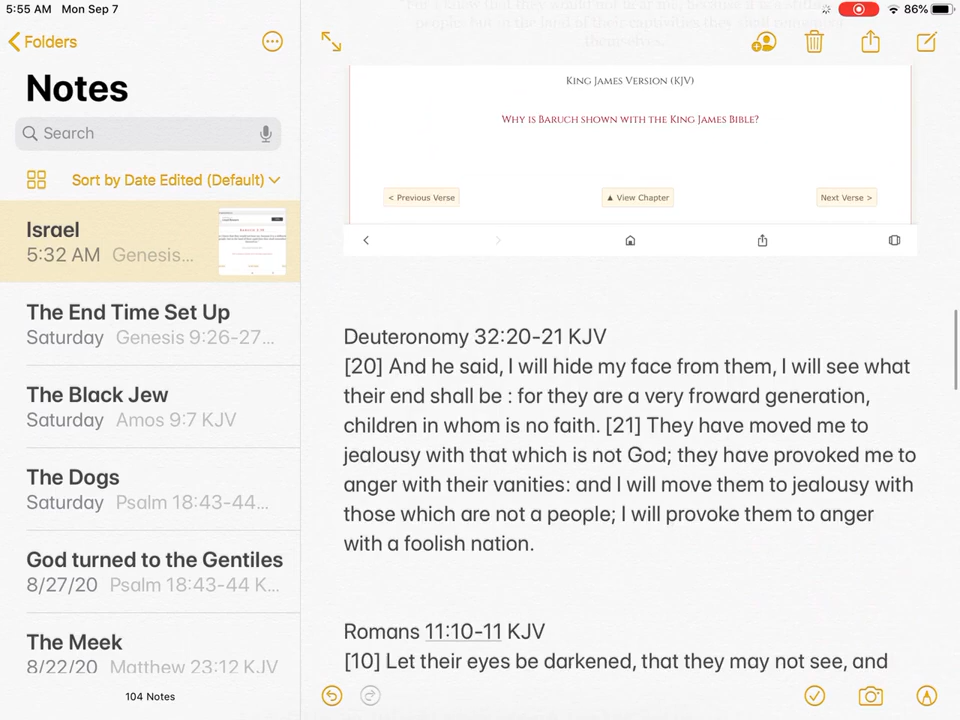 5:55 AM Mon Sep 7
86%
Folders
Notes
Search
Sort by Date Edited (Default)
Israel
5:32 AM Genesis...
The End Time Set Up
Saturday Genesis 9:26-27...
The Black Jew
Saturday Amos 9:7 KJV
The Dogs
Saturday Psalm 18:43-44...
God turned to the Gentiles
8/27/20 Psalm 18:43-44 K...
The Meek
8/22/20 Matthew 23:12 KJV
104 Notes
King James Version (KJV)
Why is Baruch shown with the King James Bible?
< Previous Verse
▲ View Chapter
Next Verse >
Deuteronomy 32:20-21 KJV
[20] And he said, I will hide my face from them, I will see what
their end shall be : for they are a very froward generation,
children in whom is no faith. [21] They have moved me to
jealousy with that which is not God; they have provoked me to
anger with their vanities: and I will move them to jealousy with
those which are not a people; I will provoke them to anger
with a foolish nation.
Romans 11:10-11 KJV
[10] Let their eyes be darkened, that they may not see, and